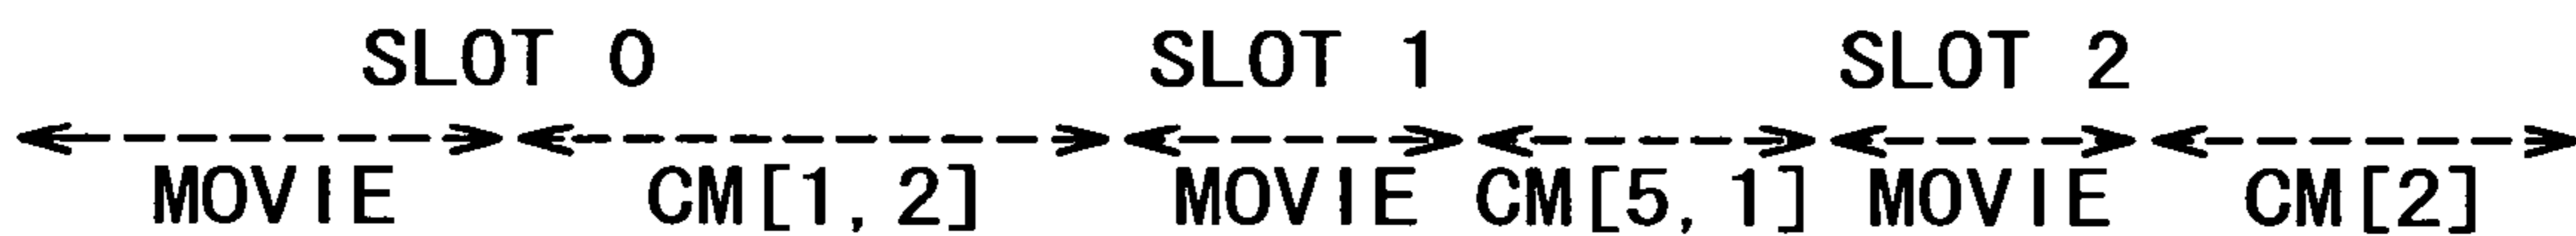 SLOT 0 SLOT 1 SLOT 2
MOVIE CM[1, 2] MOVIE CM[5, 1] MOVIE CM[2]